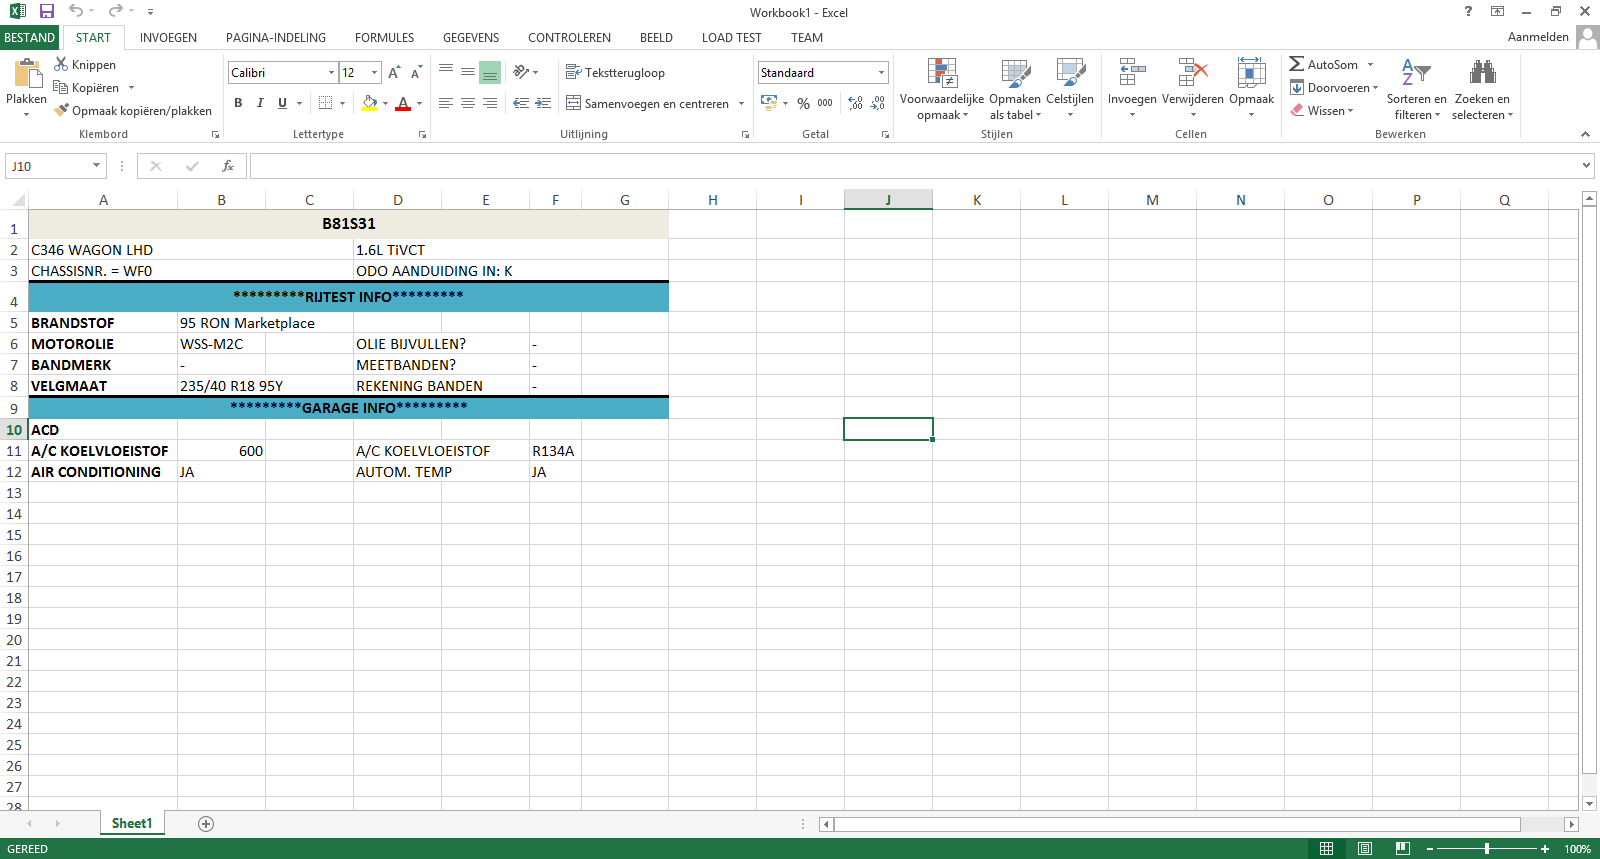 Workbook1 - Excel
?
BESTAND START INVOEGEN PAGINA-INDELING FORMULES GEGEVENS CONTROLEREN BEELD LOAD TEST TEAM Aanmelden
Plakken
Knippen
Kopiëren
Opmaak kopiëren/plakken
Klembord
Calibri 12
B I U A
Lettertype
Tekstterugloop
Samenvoegen en centreren
Uitlijning
Standaard
% 000
Getal
Voorwaardelijke opmaak
Opmaken als tabel
Celstijlen
Stijlen
Invoegen Verwijderen Opmaak
Cellen
AutoSom
Doorvoeren
Wissen
Sorteren en filteren
Zoeken en selecteren
Bewerken
J10 fx
A B C D E F G H I J K L M N O P Q
1 B81S31
2 C346 WAGON LHD 1.6L TiVCT
3 CHASSISNR. = WF0 ODO AANDUIDING IN: K
4 *********RIJTEST INFO*********
5 BRANDSTOF 95 RON Marketplace
6 MOTOROLIE WSS-M2C OLIE BIJVULLEN? -
7 BANDMERK - MEETBANDEN? -
8 VELGMAAT 235/40 R18 95Y REKENING BANDEN -
9 *********GARAGE INFO*********
10 ACD
11 A/C KOELVLOEISTOF 600 A/C KOELVLOEISTOF R134A
12 AIR CONDITIONING JA AUTOM. TEMP JA
13
14
15
16
17
18
19
20
21
22
23
24
25
26
27
28
Sheet1
GEREED 100%